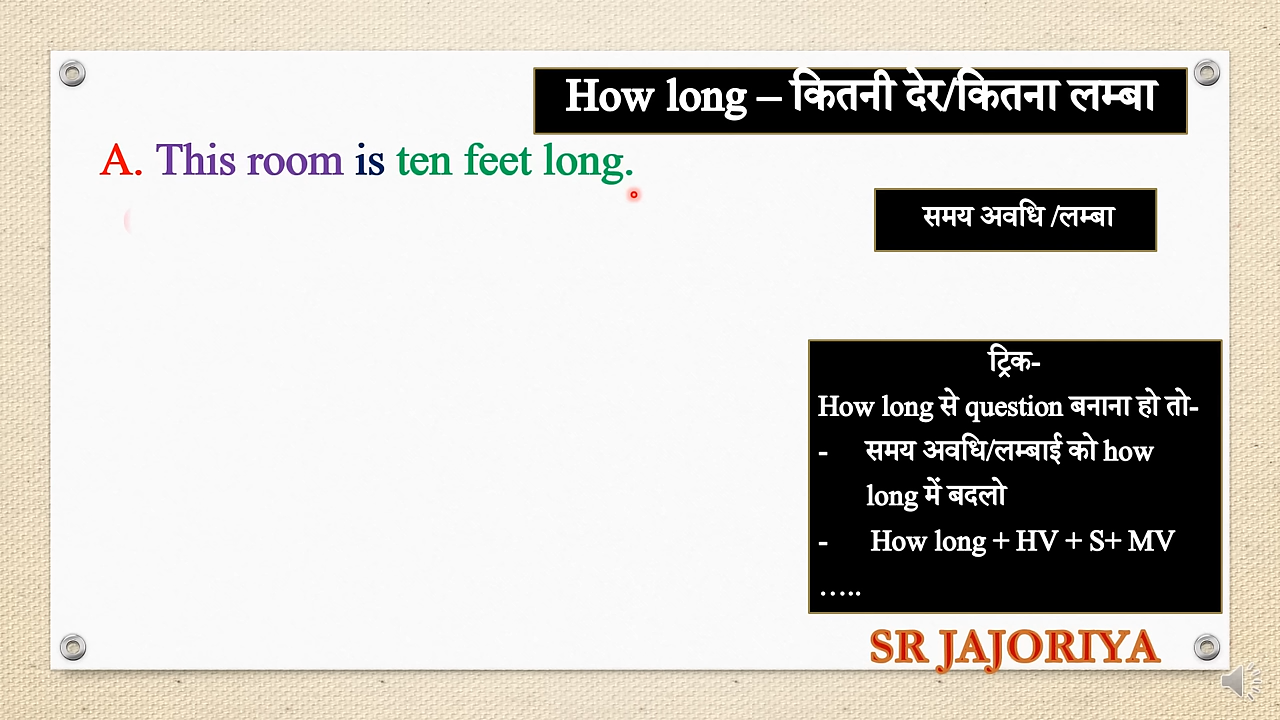 How long – कितनी देर/कितना लम्बा
A. This room is ten feet long.
समय अवधि /लम्बा
ट्रिक-
How long से question बनाना हो तो-
- समय अवधि/लम्बाई को how
long में बदलो
- How long + HV + S+ MV
…..
SR JAJORIYA